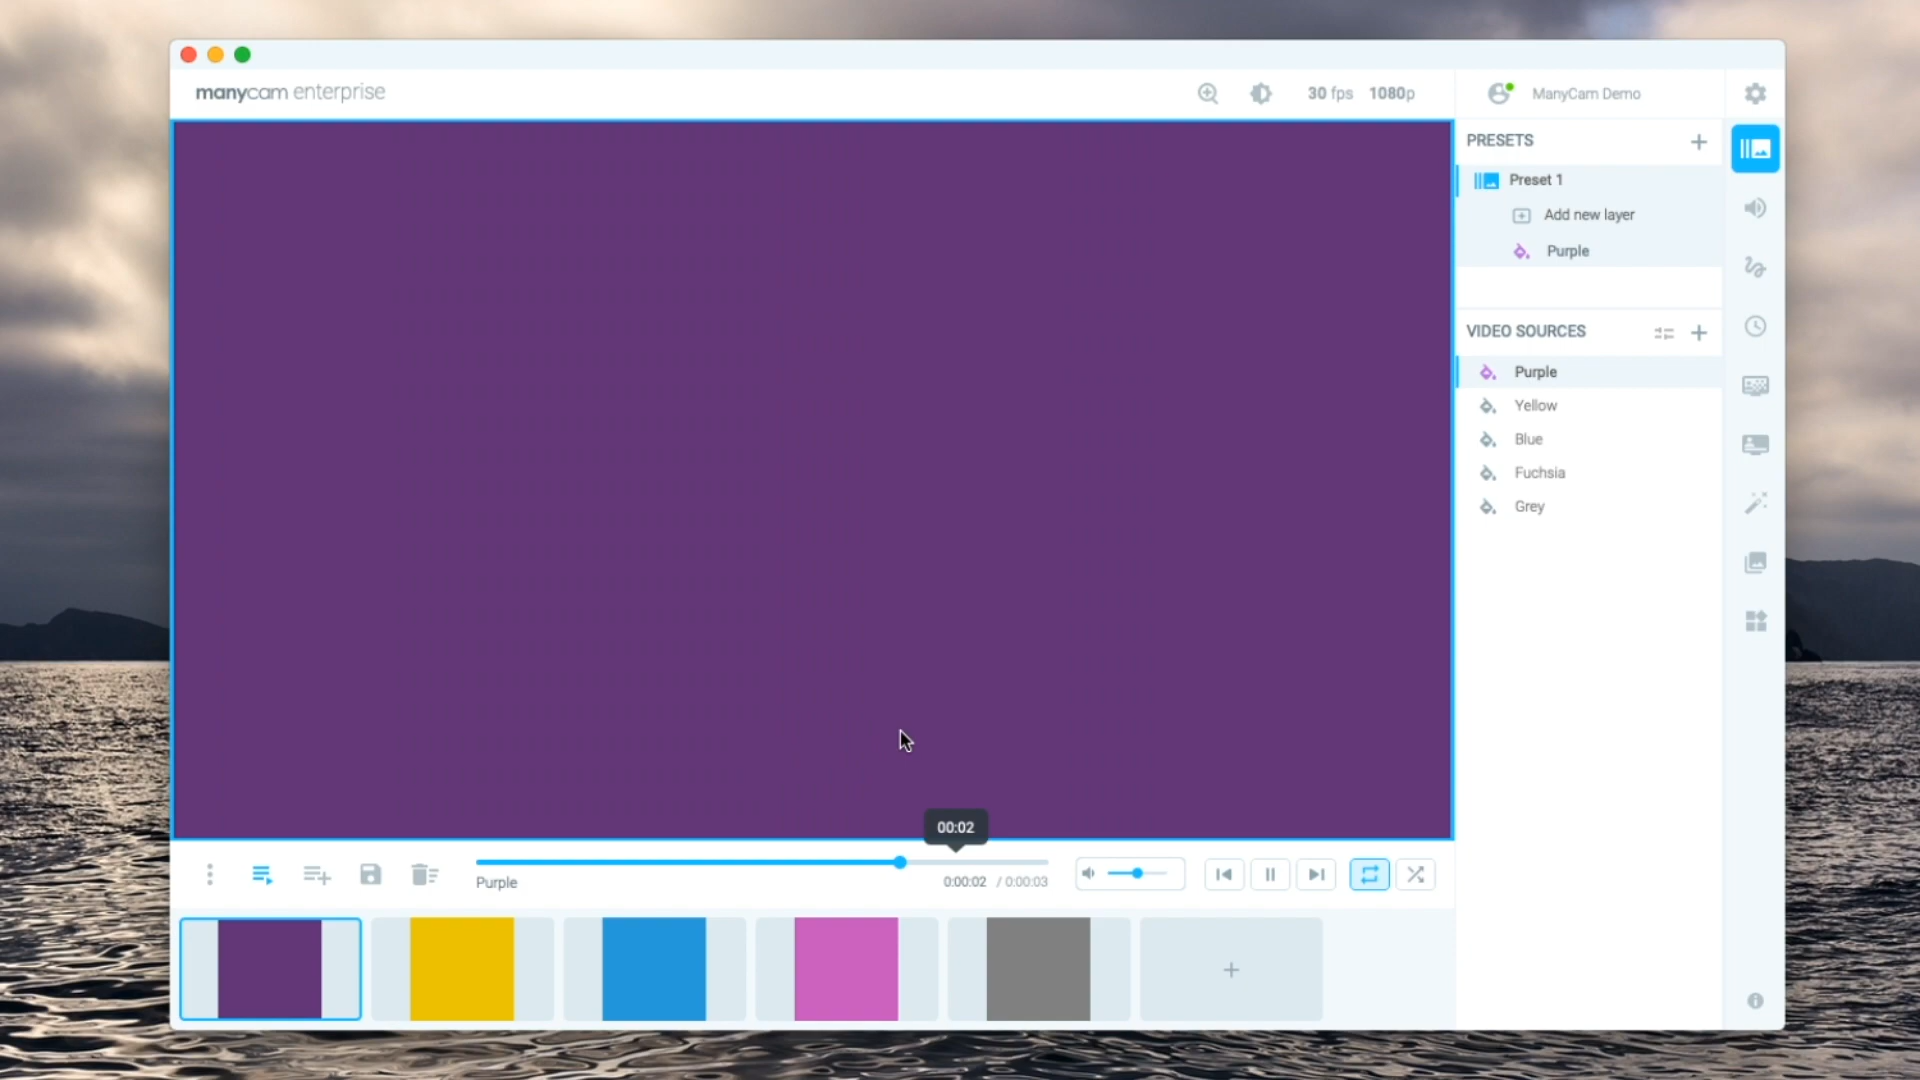 manycam enterprise
30 fps 1080p
ManyCam Demo
PRESETS
Preset 1
Add new layer
Purple
VIDEO SOURCES
Purple
Yellow
Blue
Fuchsia
Grey
00:02
Purple
0:00:02 / 0:00:03